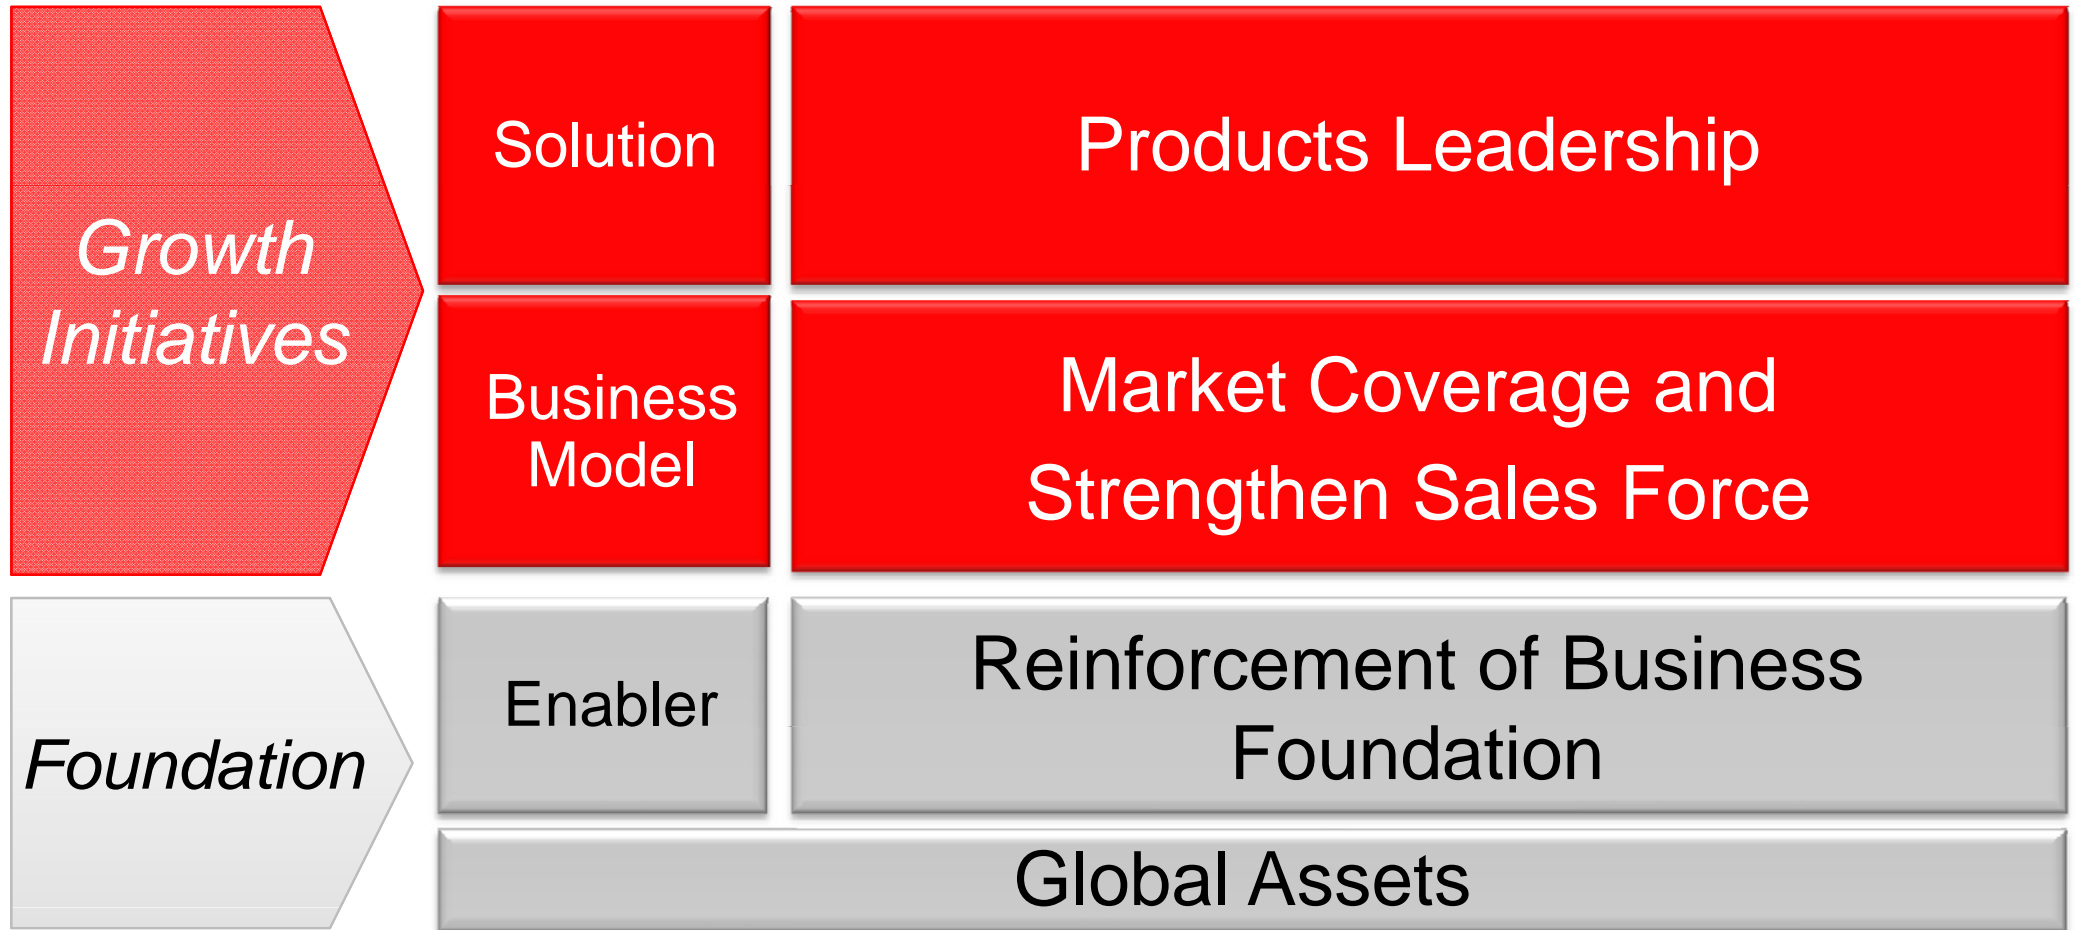 Growth
Initiatives
Solution
Products Leadership
Business
Model
Market Coverage and
Strengthen Sales Force
Foundation
Enabler
Reinforcement of Business
Foundation
Global Assets